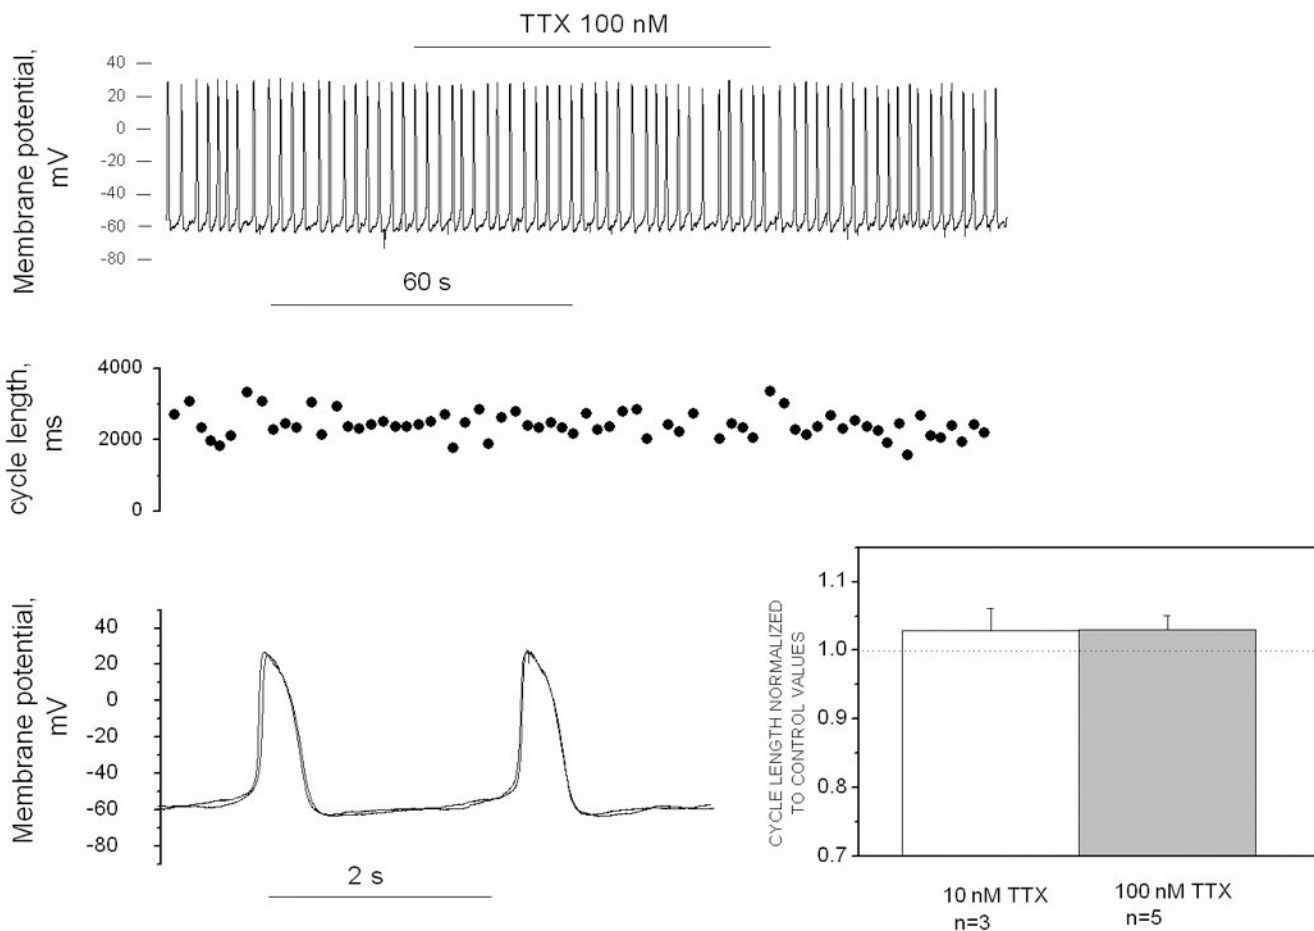 TTX 100 nM
Membrane potential,
mV
40
20
0
-20
-40
-60
-80
60 s
cycle length,
ms
4000
2000
0
Membrane potential,
mV
40
20
0
-20
-40
-60
-80
2 s
CYCLE LENGTH NORMALIZED
TO CONTROL VALUES
1.1
1.0
0.9
0.8
0.7
10 nM TTX
n=3
100 nM TTX
n=5